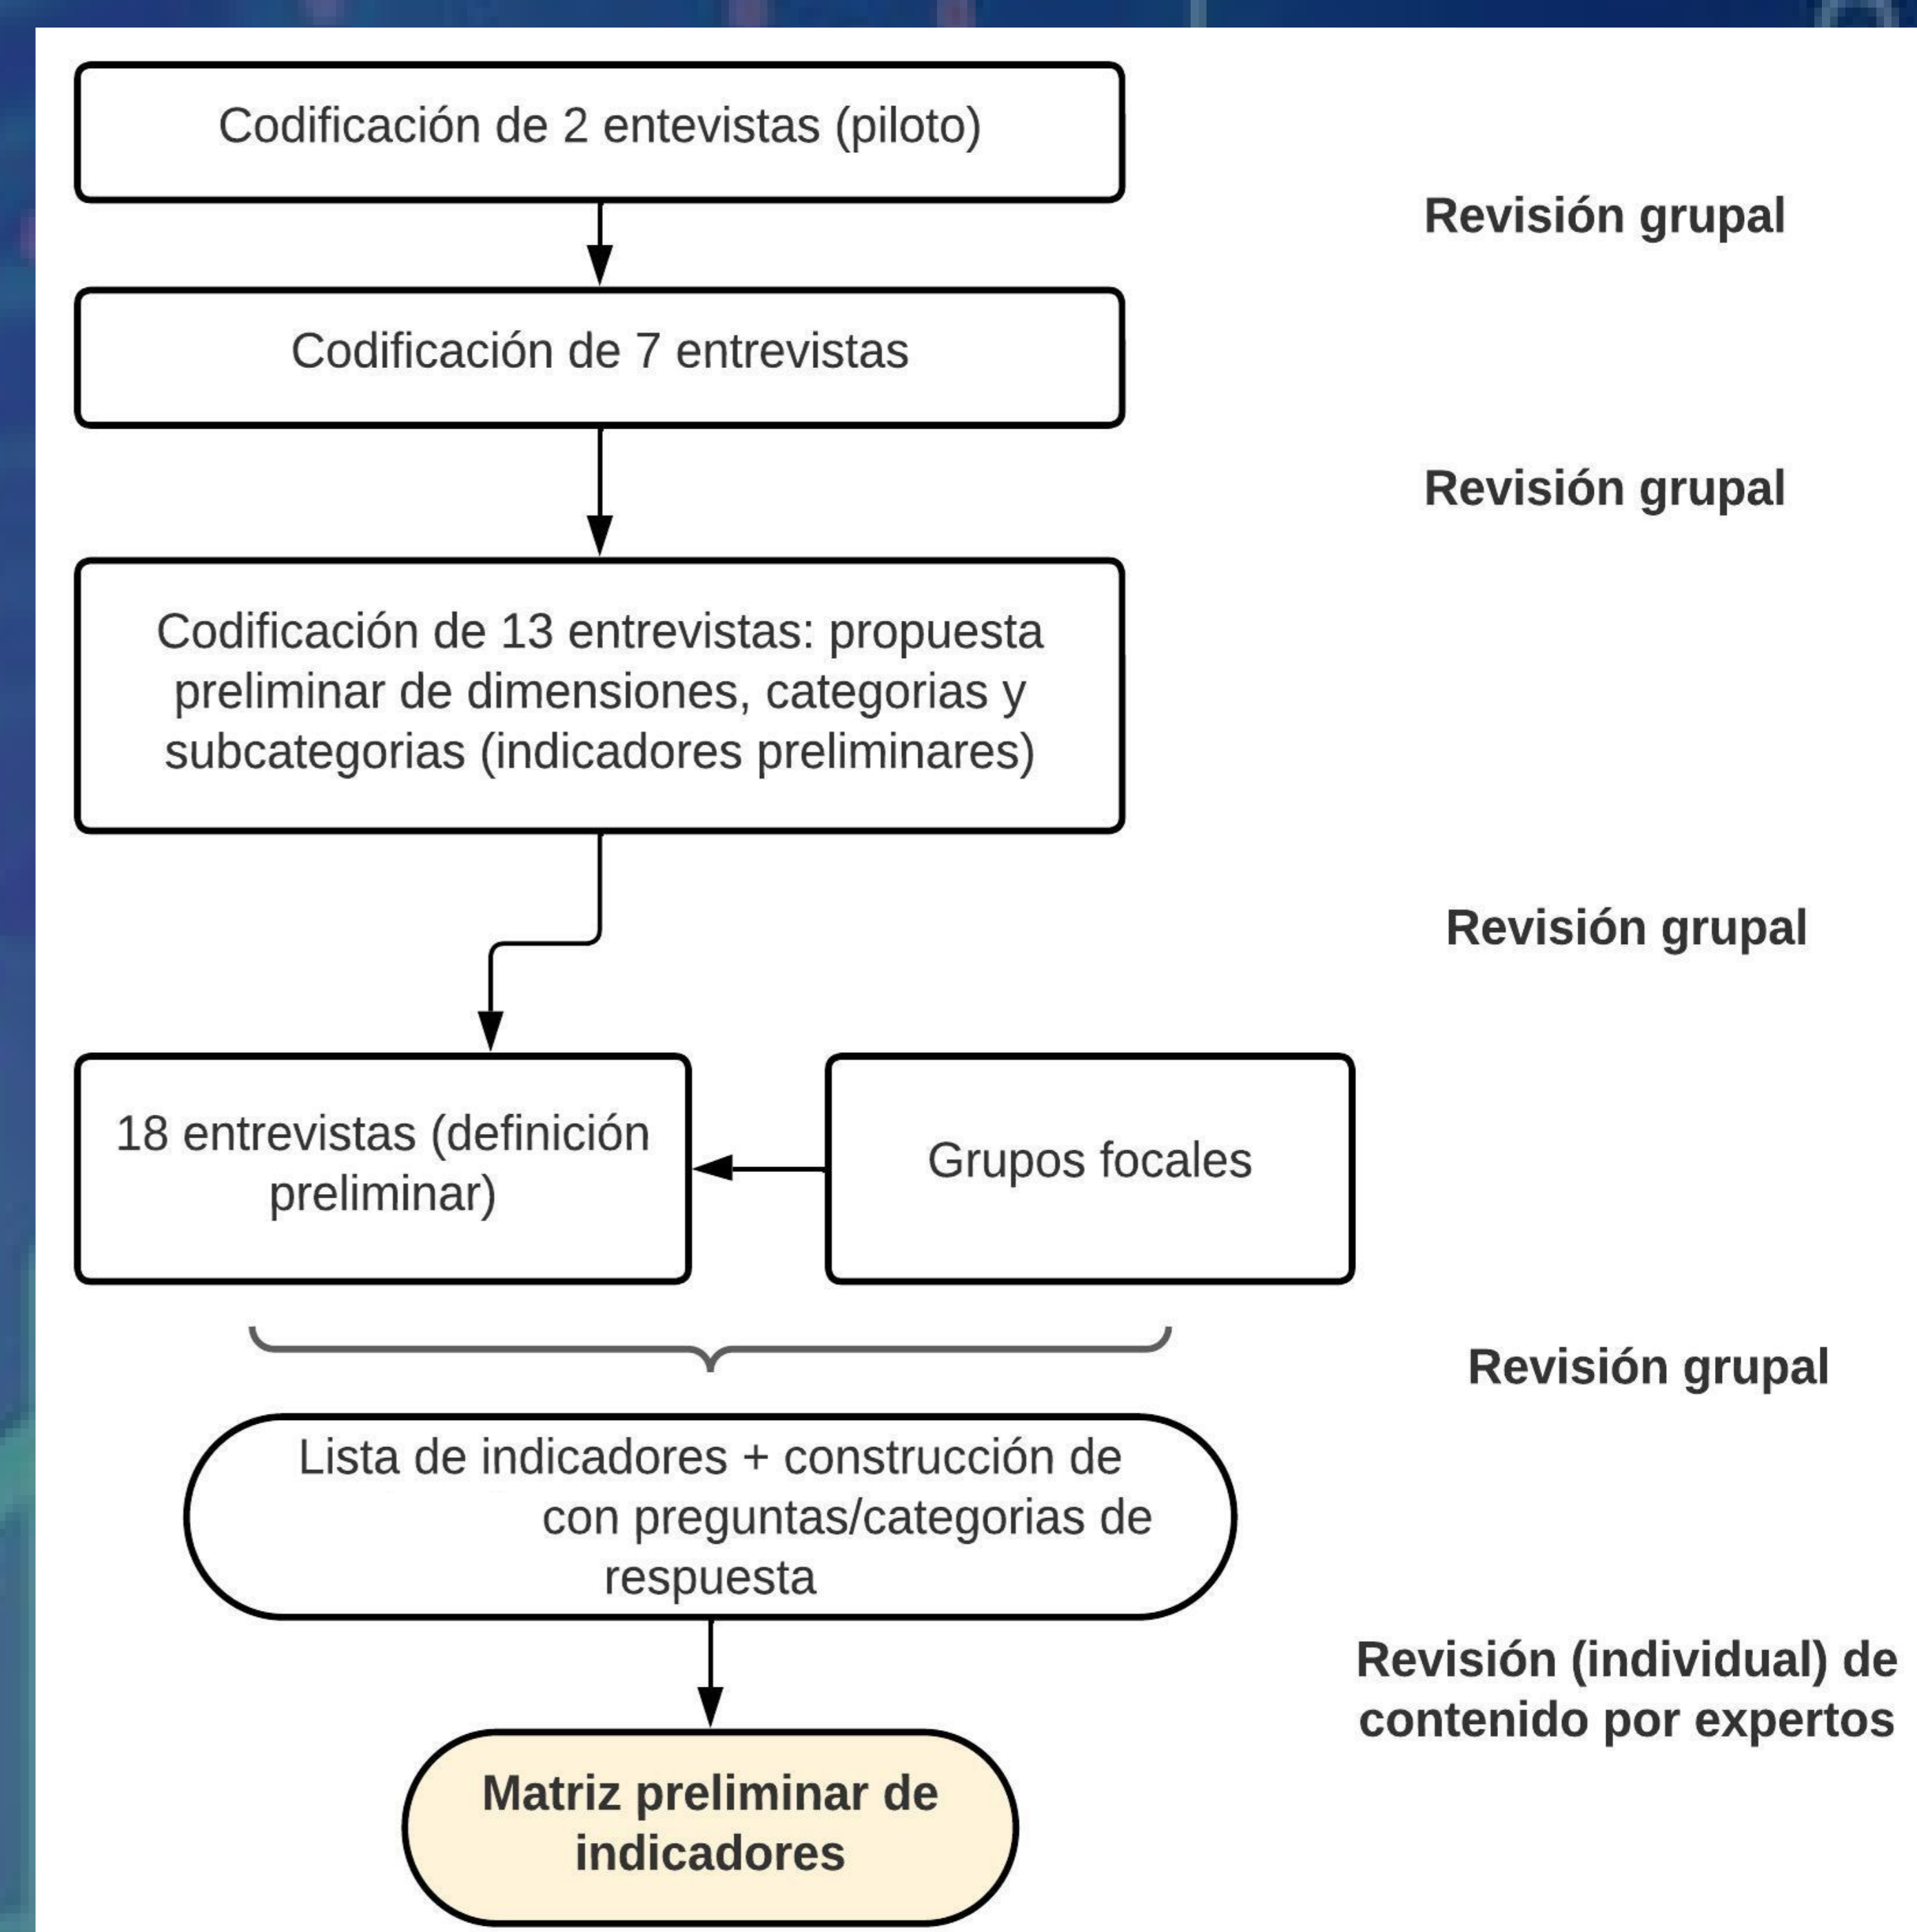 Codificación de 2 entevistas (piloto)
Revisión grupal
Codificación de 7 entrevistas
Revisión grupal
Codificación de 13 entrevistas: propuesta
preliminar de dimensiones, categorias y
subcategorias (indicadores preliminares)
Revisión grupal
18 entrevistas (definición
preliminar)
Grupos focales
Revisión grupal
Lista de indicadores + construcción de
con preguntas/categorias de
respuesta
Revisión (individual) de
contenido por expertos
Matriz preliminar de
indicadores